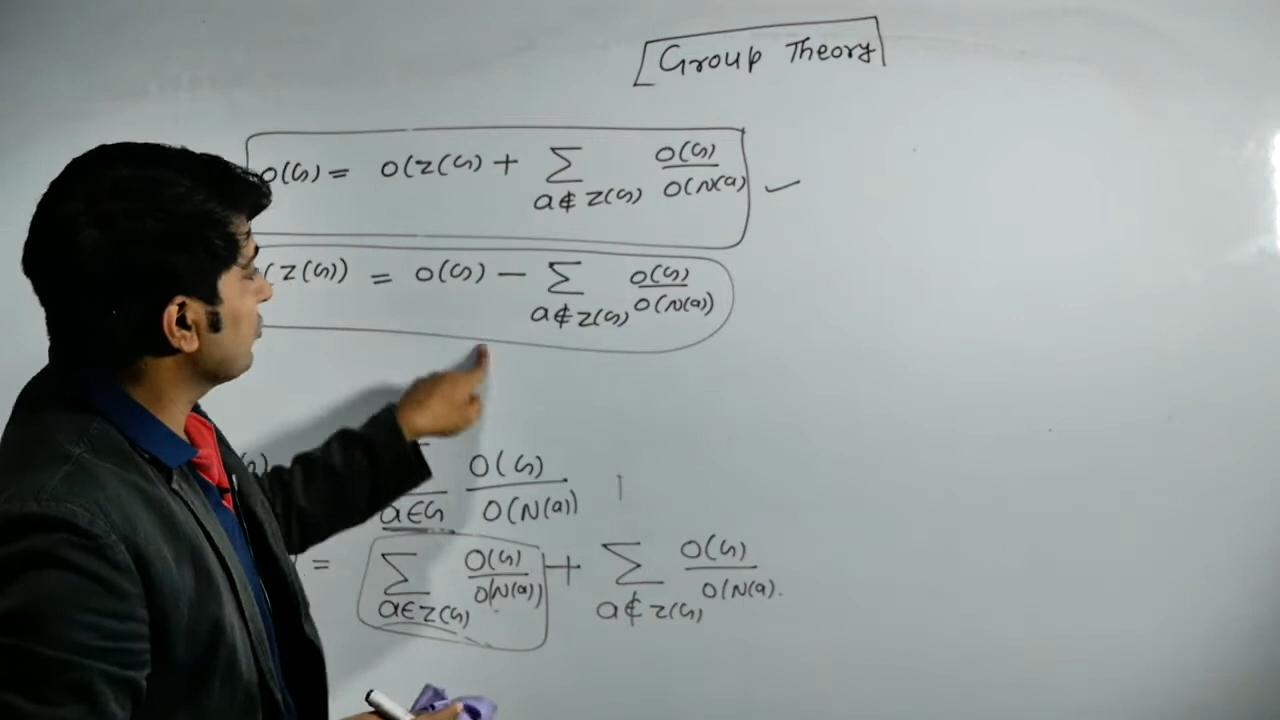 Group Theory
O(G) = O(Z(G) + ∑ O(G)/O(N(a)
a∉Z(G)
(Z(G)) = O(G) − ∑ O(G)/O(N(a))
a∉Z(G)
O(G)/O(N(a))
a∈G
= ∑ O(G)/O(N(a)) + ∑ O(G)/O(N(a).
a∈Z(G) a∉Z(G)